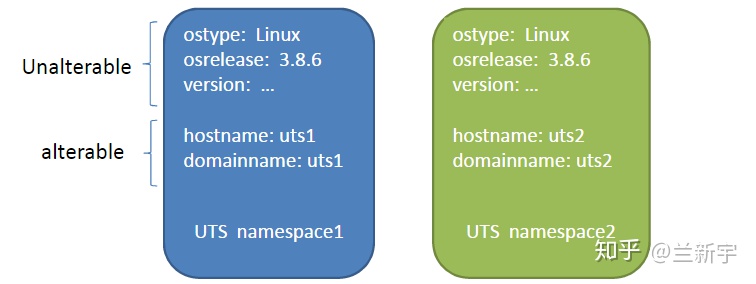 Unalterable
alterable
ostype: Linux
osrelease: 3.8.6
version: ...
hostname: uts1
domainname: uts1
UTS namespace1
ostype: Linux
osrelease: 3.8.6
version: ...
hostname: uts2
domainname: uts2
UTS namespace2
知乎 @兰新宇